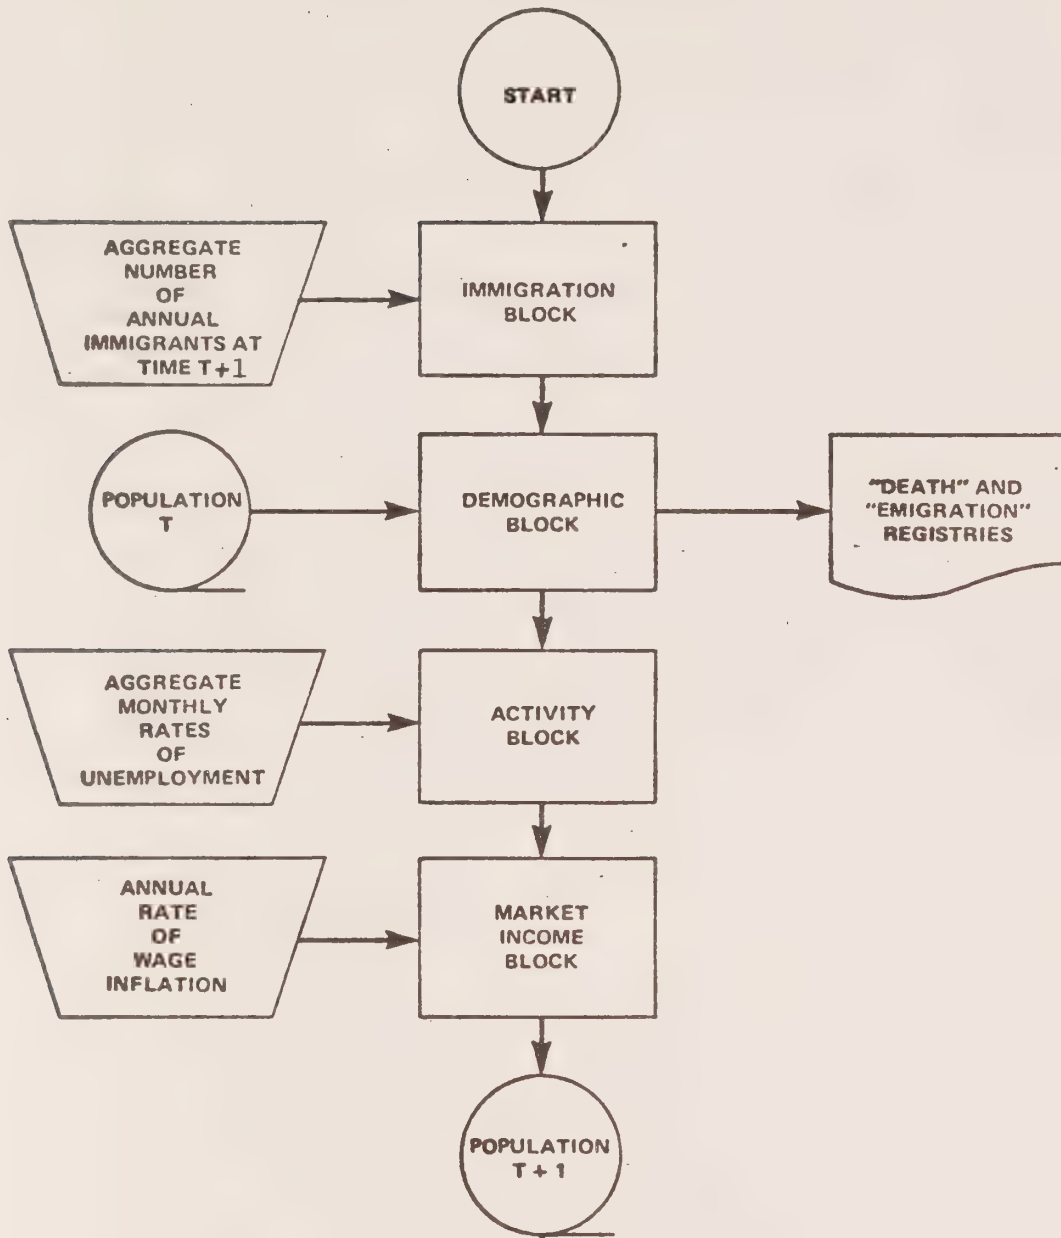 START
AGGREGATE
NUMBER
OF
ANNUAL
IMMIGRANTS AT
TIME T+1
IMMIGRATION
BLOCK
POPULATION
T
DEMOGRAPHIC
BLOCK
"DEATH" AND
"EMIGRATION"
REGISTRIES
AGGREGATE
MONTHLY
RATES
OF
UNEMPLOYMENT
ACTIVITY
BLOCK
ANNUAL
RATE
OF
WAGE
INFLATION
MARKET
INCOME
BLOCK
POPULATION
T + 1